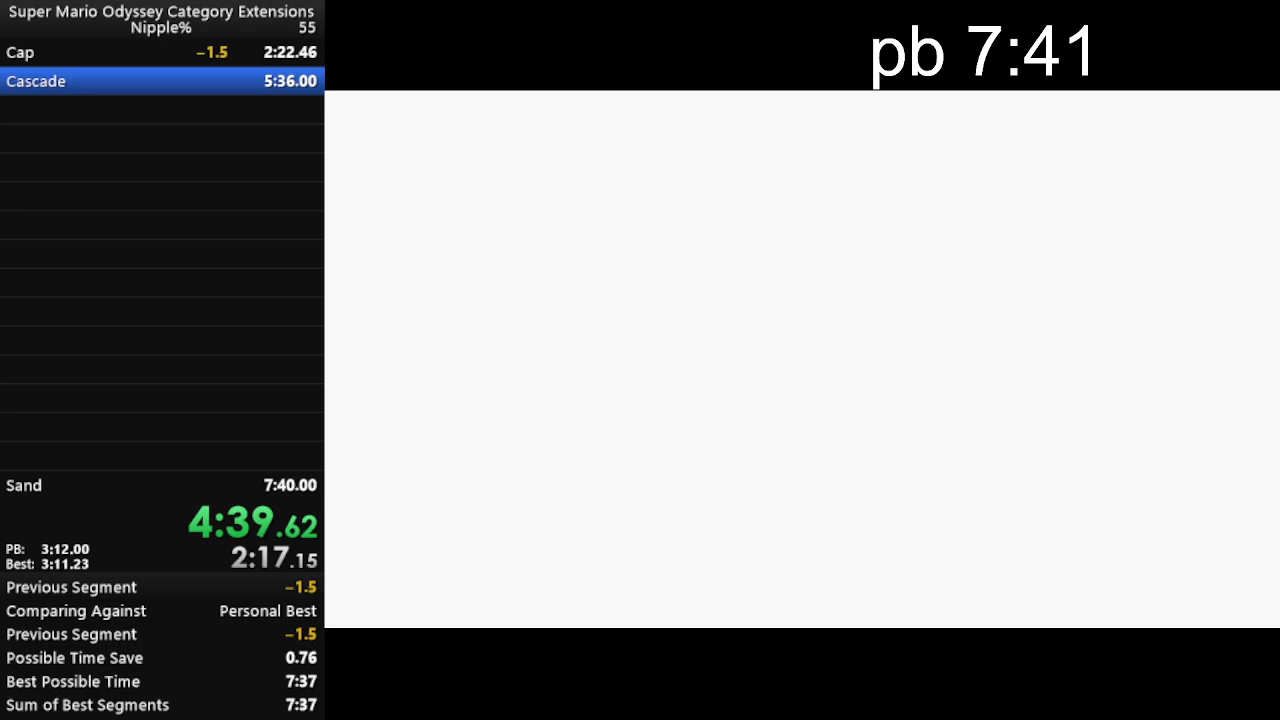 Super Mario Odyssey Category Extensions
Nipple% 55
Cap -1.5 2:22.46
Cascade 5:36.00
pb 7:41
Sand 7:40.00
4:39.62
PB: 3:12.00
Best: 3:11.23
2:17.15
Previous Segment -1.5
Comparing Against Personal Best
Previous Segment -1.5
Possible Time Save 0.76
Best Possible Time 7:37
Sum of Best Segments 7:37